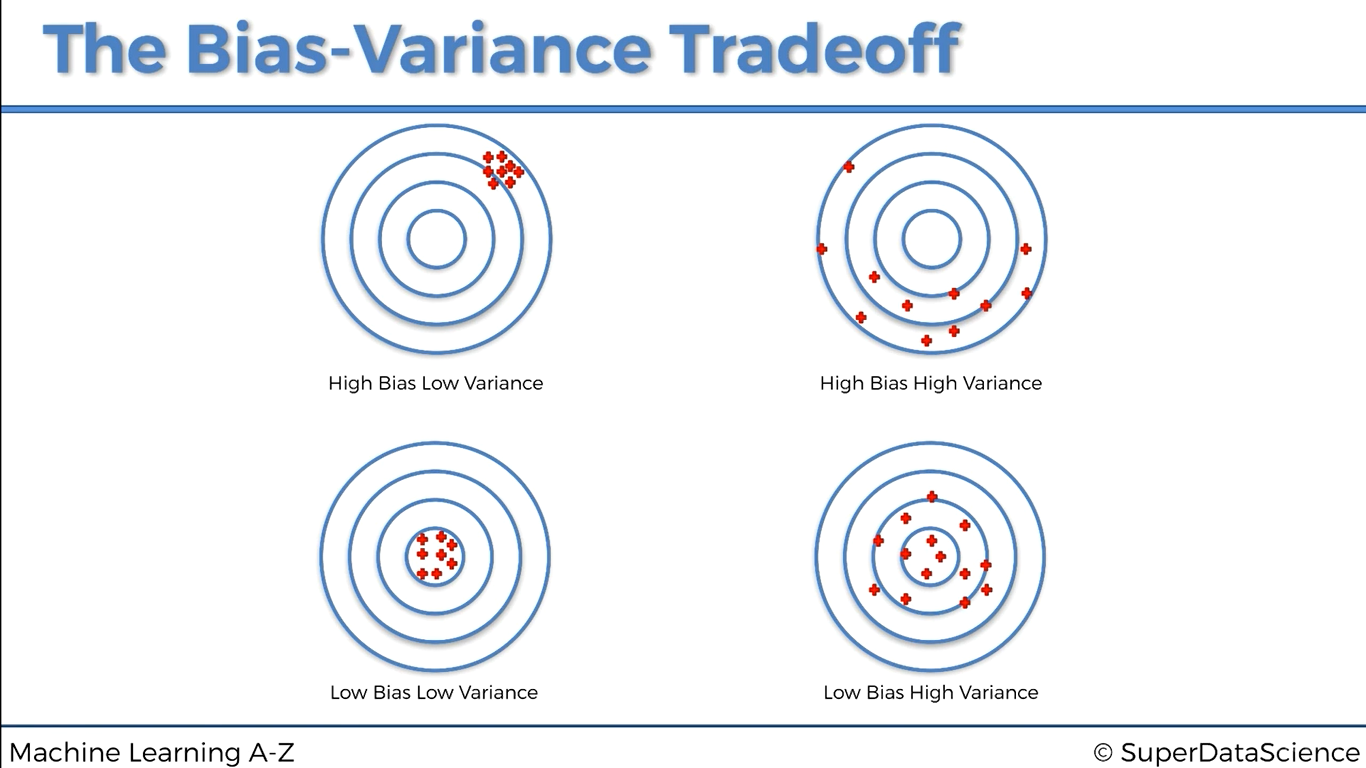 The Bias-Variance Tradeoff
High Bias Low Variance
High Bias High Variance
Low Bias Low Variance
Low Bias High Variance
Machine Learning A-Z
© SuperDataScience